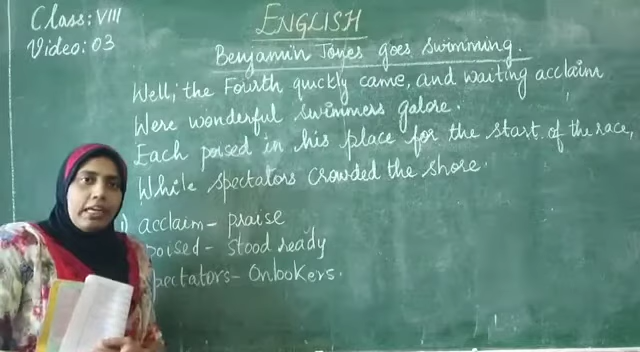 Class: VIII
Video: 03
ENGLISH
Benjamin Jones goes swimming.
Well, the Fourth quickly came, and waiting acclaim
Were wonderful swimmers galore.
Each poised in his place for the start of the race,
While spectators crowded the shore.
acclaim - praise
poised - stood ready
spectators - Onlookers.